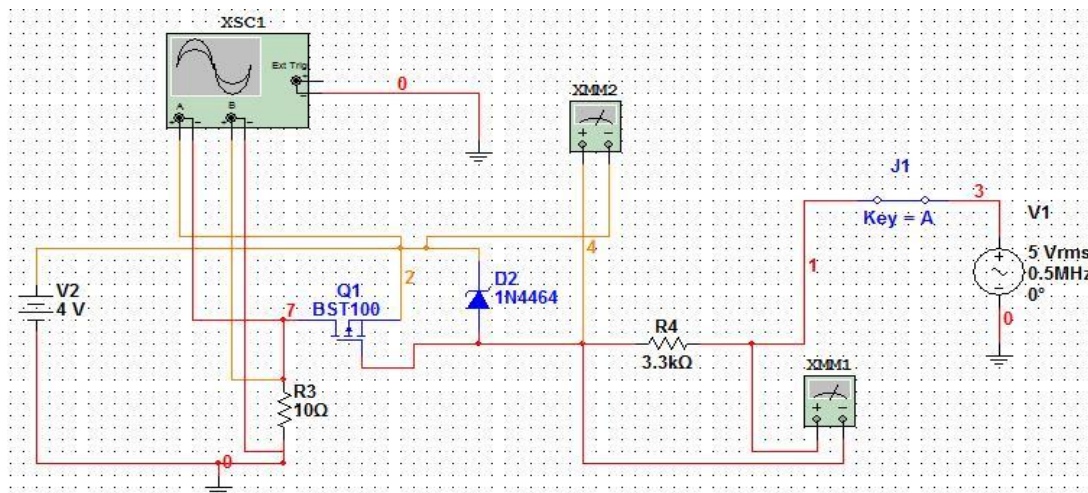 XSC1
Ext Trig
+
-
A
B
+ - + -
0
XMM2
+ -
J1
3
Key = A
V1
4
2
1
V2
4 V
Q1
BST100
7
D2
1N4464
+
-
5 Vrms
0.5MHz
0°
R4
3.3kΩ
0
XMM1
+ -
R3
10Ω
0